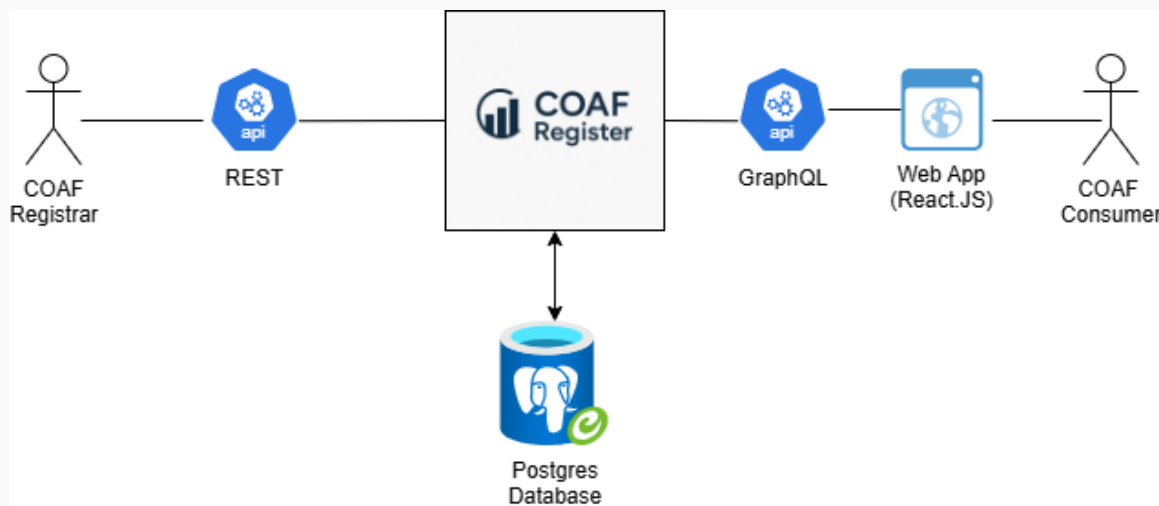 COAF
Registrar
api
REST
COAF
Register
api
GraphQL
Web App
(React.JS)
COAF
Consumer
Postgres
Database